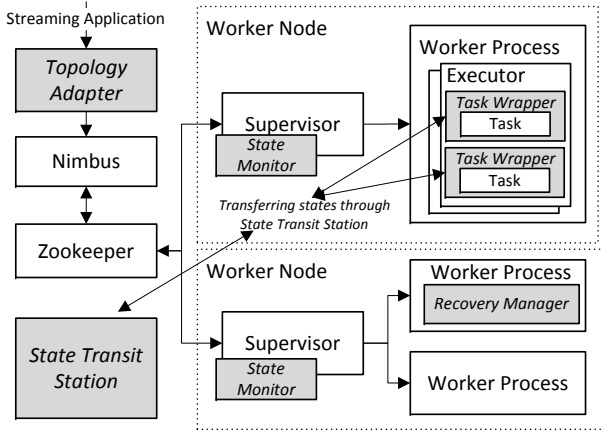 Streaming Application
Topology
Adapter
Nimbus
Zookeeper
State Transit
Station
Worker Node
Supervisor
State
Monitor
Worker Process
Executor
Task Wrapper
Task
Task Wrapper
Task
Transferring states through
State Transit Station
Worker Node
Supervisor
State
Monitor
Worker Process
Recovery Manager
Worker Process